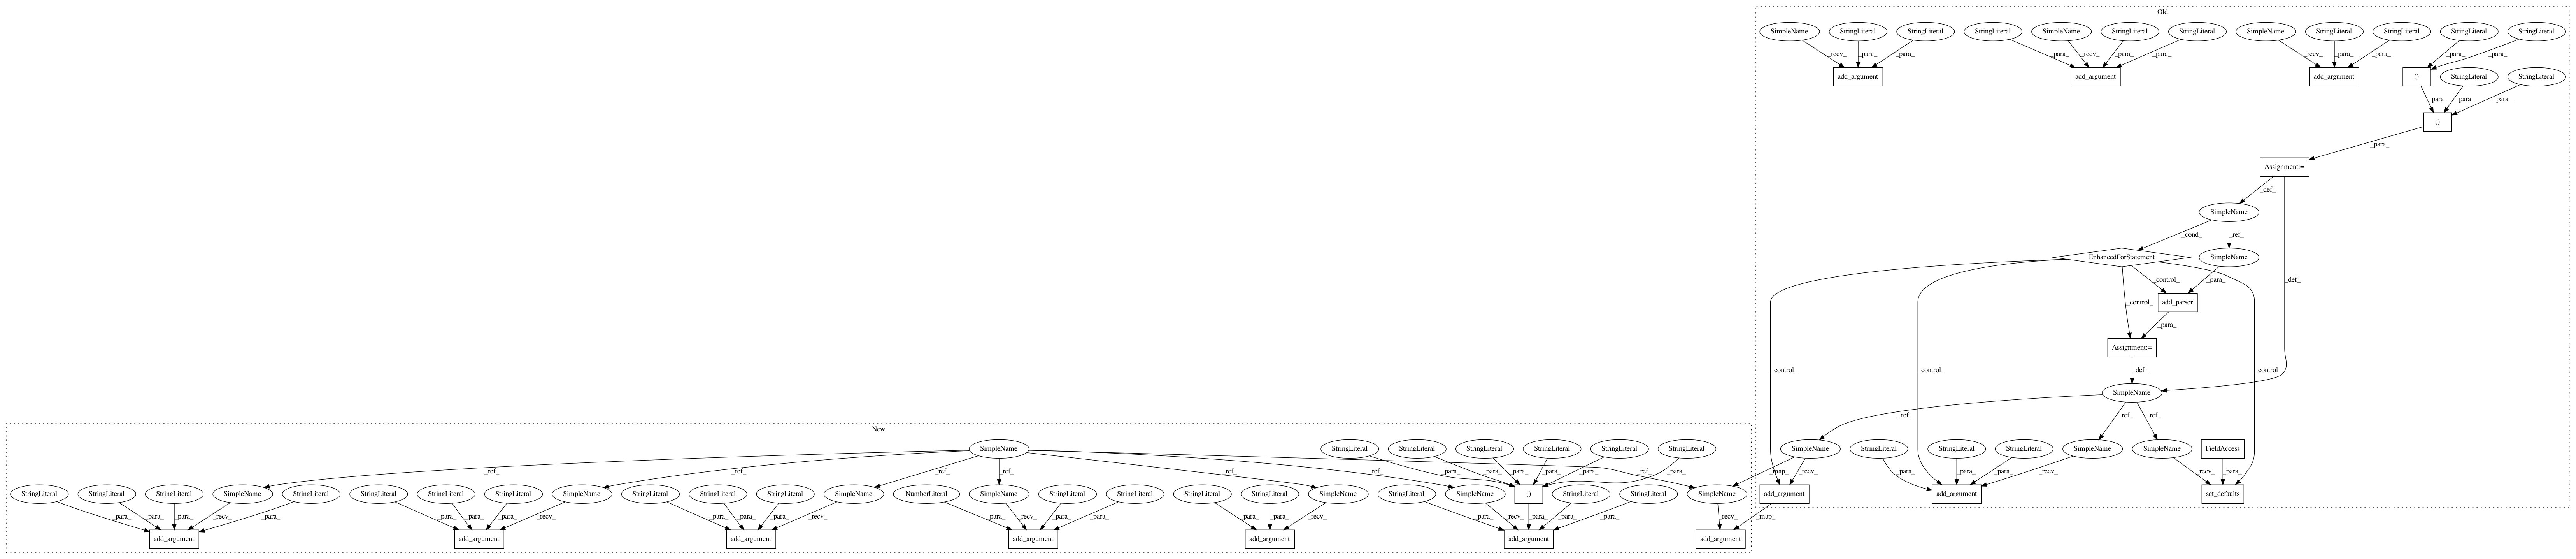 Old
SimpleName StringLiteral StringLiteral StringLiteral SimpleName StringLiteral StringLiteral SimpleName StringLiteral StringLiteral StringLiteral StringLiteral
_recv_ _para_ _para_ _para_ _recv_ _para_ _para_ _recv_ _para_ _para_ _para_ _para_
add_argument add_argument add_argument () StringLiteral StringLiteral
_para_ _para_ _para_
()
_para_
Assignment:=
_def_
SimpleName
_cond_ _ref_
EnhancedForStatement SimpleName
_control_ _para_ _def_
_control_ add_parser
_para_
Assignment:=
_control_ _control_ _def_ _control_
SimpleName
_ref_ _ref_ _ref_
New
SimpleName StringLiteral StringLiteral StringLiteral StringLiteral StringLiteral StringLiteral SimpleName StringLiteral StringLiteral StringLiteral SimpleName SimpleName FieldAccess
_ref_ _ref_ _ref_ _ref_ _ref_ _ref_ _para_ _para_ _para_ _para_ _para_ _para_ _ref_ _map_ _recv_ _para_ _para_ _para_ _recv_ _recv_ _para_
StringLiteral StringLiteral StringLiteral SimpleName StringLiteral StringLiteral StringLiteral StringLiteral SimpleName StringLiteral StringLiteral StringLiteral SimpleName NumberLiteral SimpleName StringLiteral StringLiteral StringLiteral StringLiteral SimpleName StringLiteral SimpleName () StringLiteral StringLiteral SimpleName add_argument add_argument set_defaults
_para_ _para_ _para_ _recv_ _para_ _para_ _para_ _para_ _recv_ _para_ _para_ _para_ _recv_ _para_ _recv_ _para_ _para_ _para_ _para_ _recv_ _para_ _recv_ _para_ _para_ _para_ _recv_ _map_
add_argument add_argument add_argument add_argument add_argument add_argument add_argument